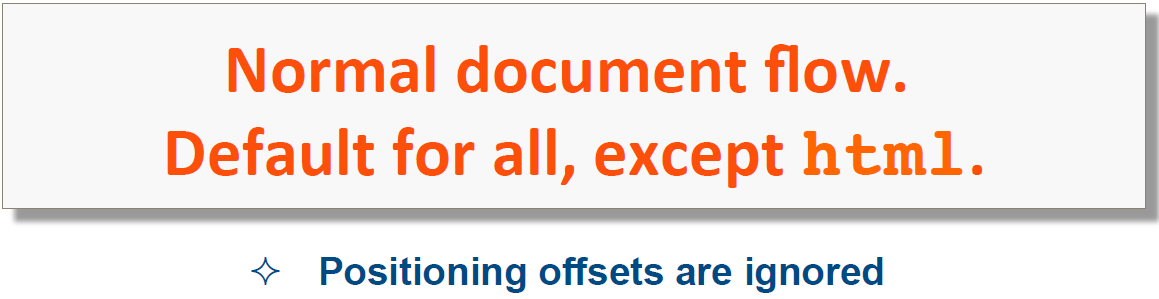 Normal document flow.
Default for all, except html.
✧ Positioning offsets are ignored